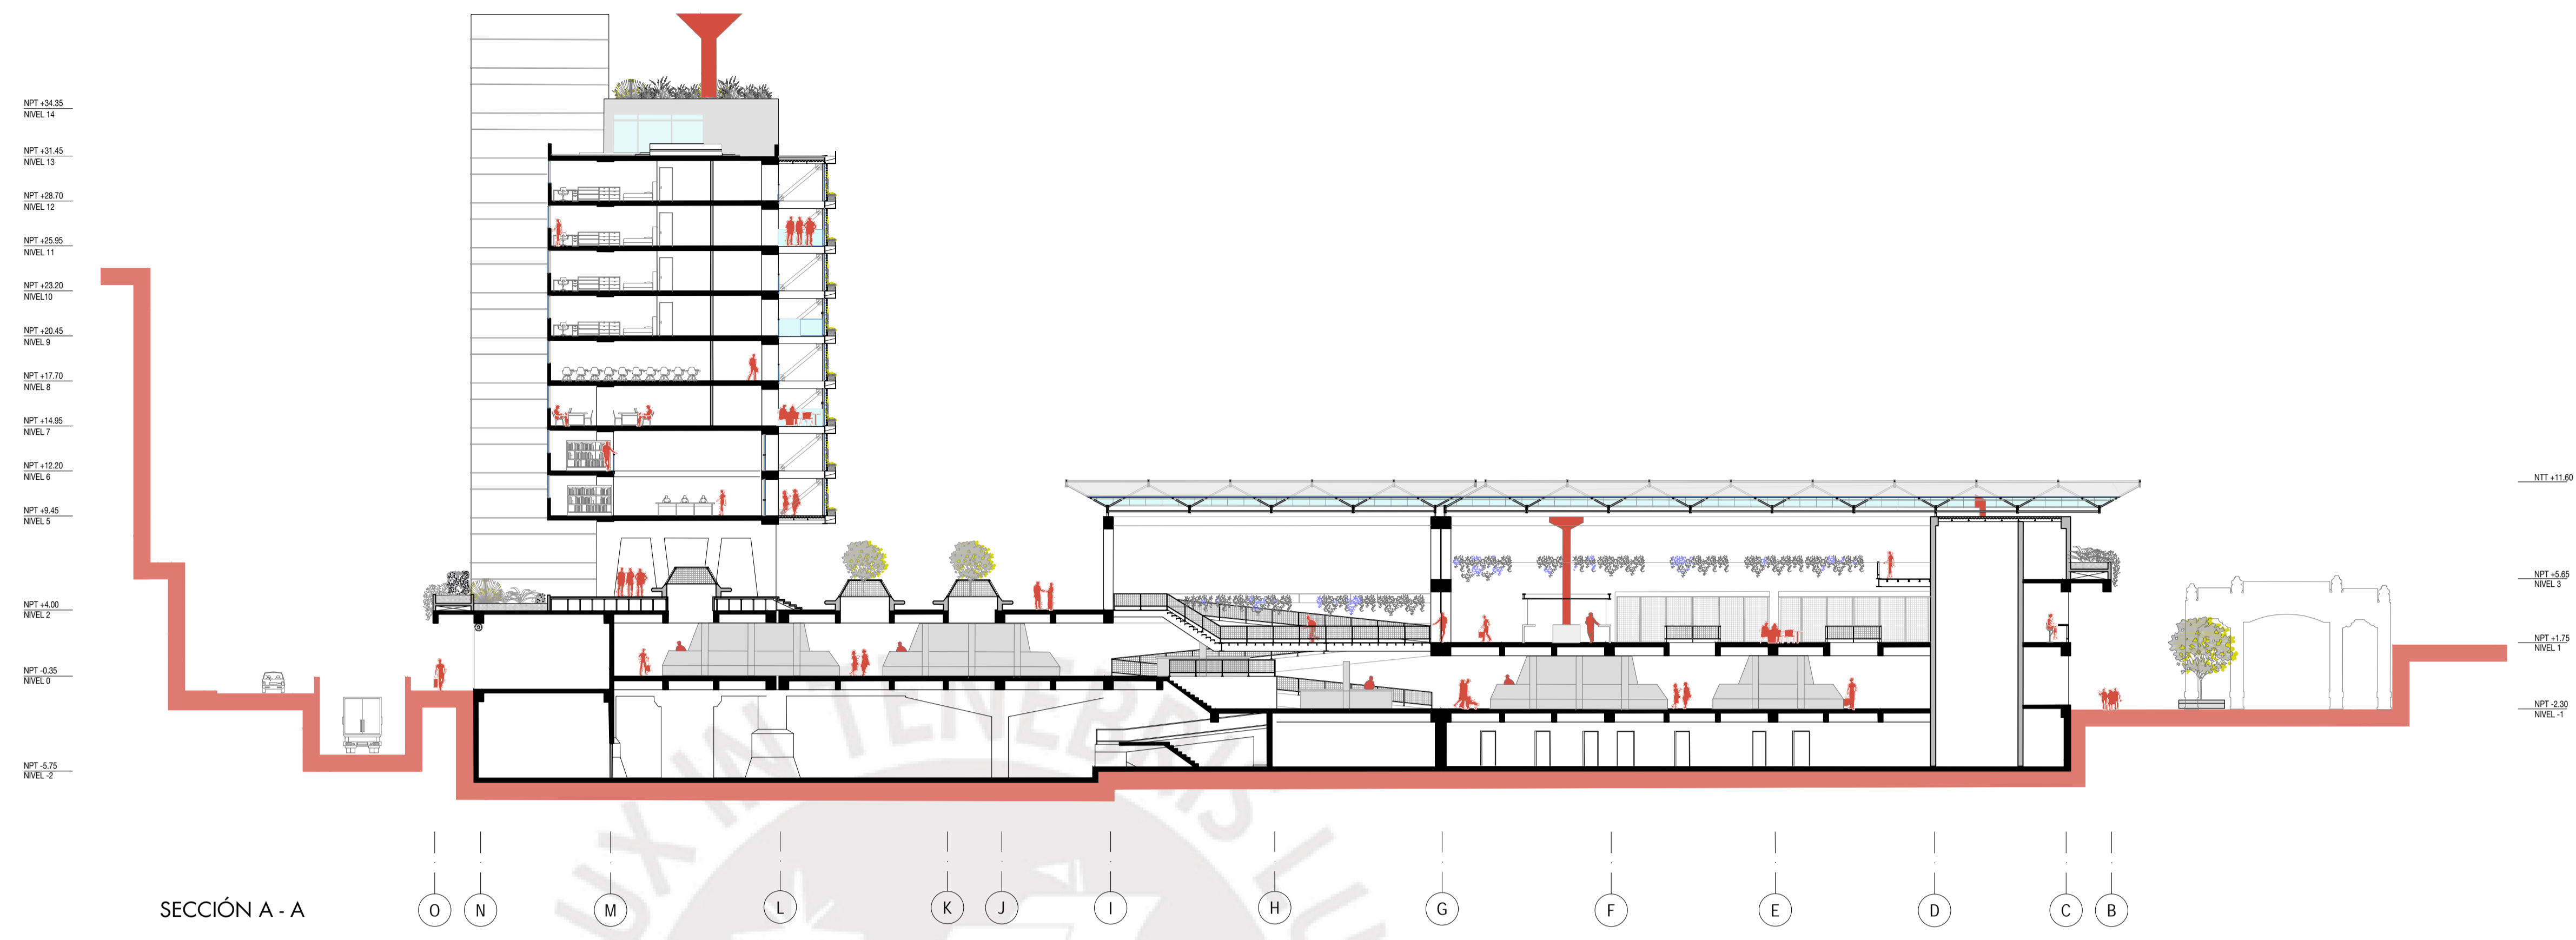 NPT +34.35
NIVEL 14
NPT +31.45
NIVEL 13
NPT +28.70
NIVEL 12
NPT +25.95
NIVEL 11
NPT +23.20
NIVEL10
NPT +20.45
NIVEL 9
NPT +17.70
NIVEL 8
NPT +14.95
NIVEL 7
NPT +12.20
NIVEL 6
NPT +9.45
NIVEL 5
NPT +4.00
NIVEL 2
NPT -0.35
NIVEL 0
NPT -5.75
NIVEL -2
NTT +11.60
NPT +5.65
NIVEL 3
NPT +1.75
NIVEL 1
NPT -2.30
NIVEL -1
LUX IN TENEBRIS LU
SECCIÓN A - A
O N M L K J I H G F E D C B